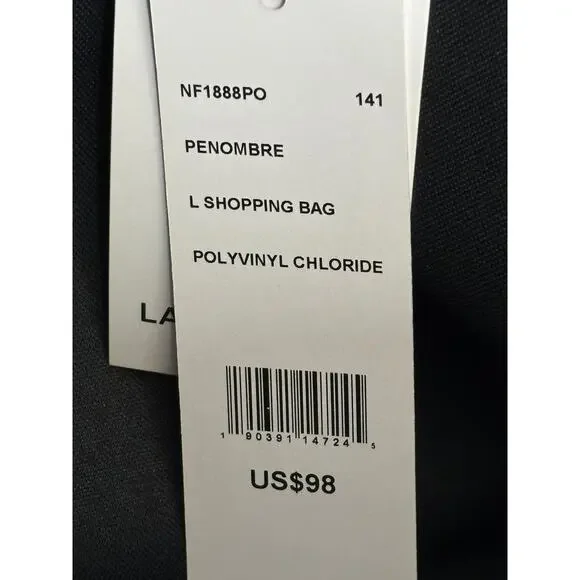 NF1888PO 141
PENOMBRE
L SHOPPING BAG
POLYVINYL CHLORIDE
LA
1 90391 14724 5
US$98